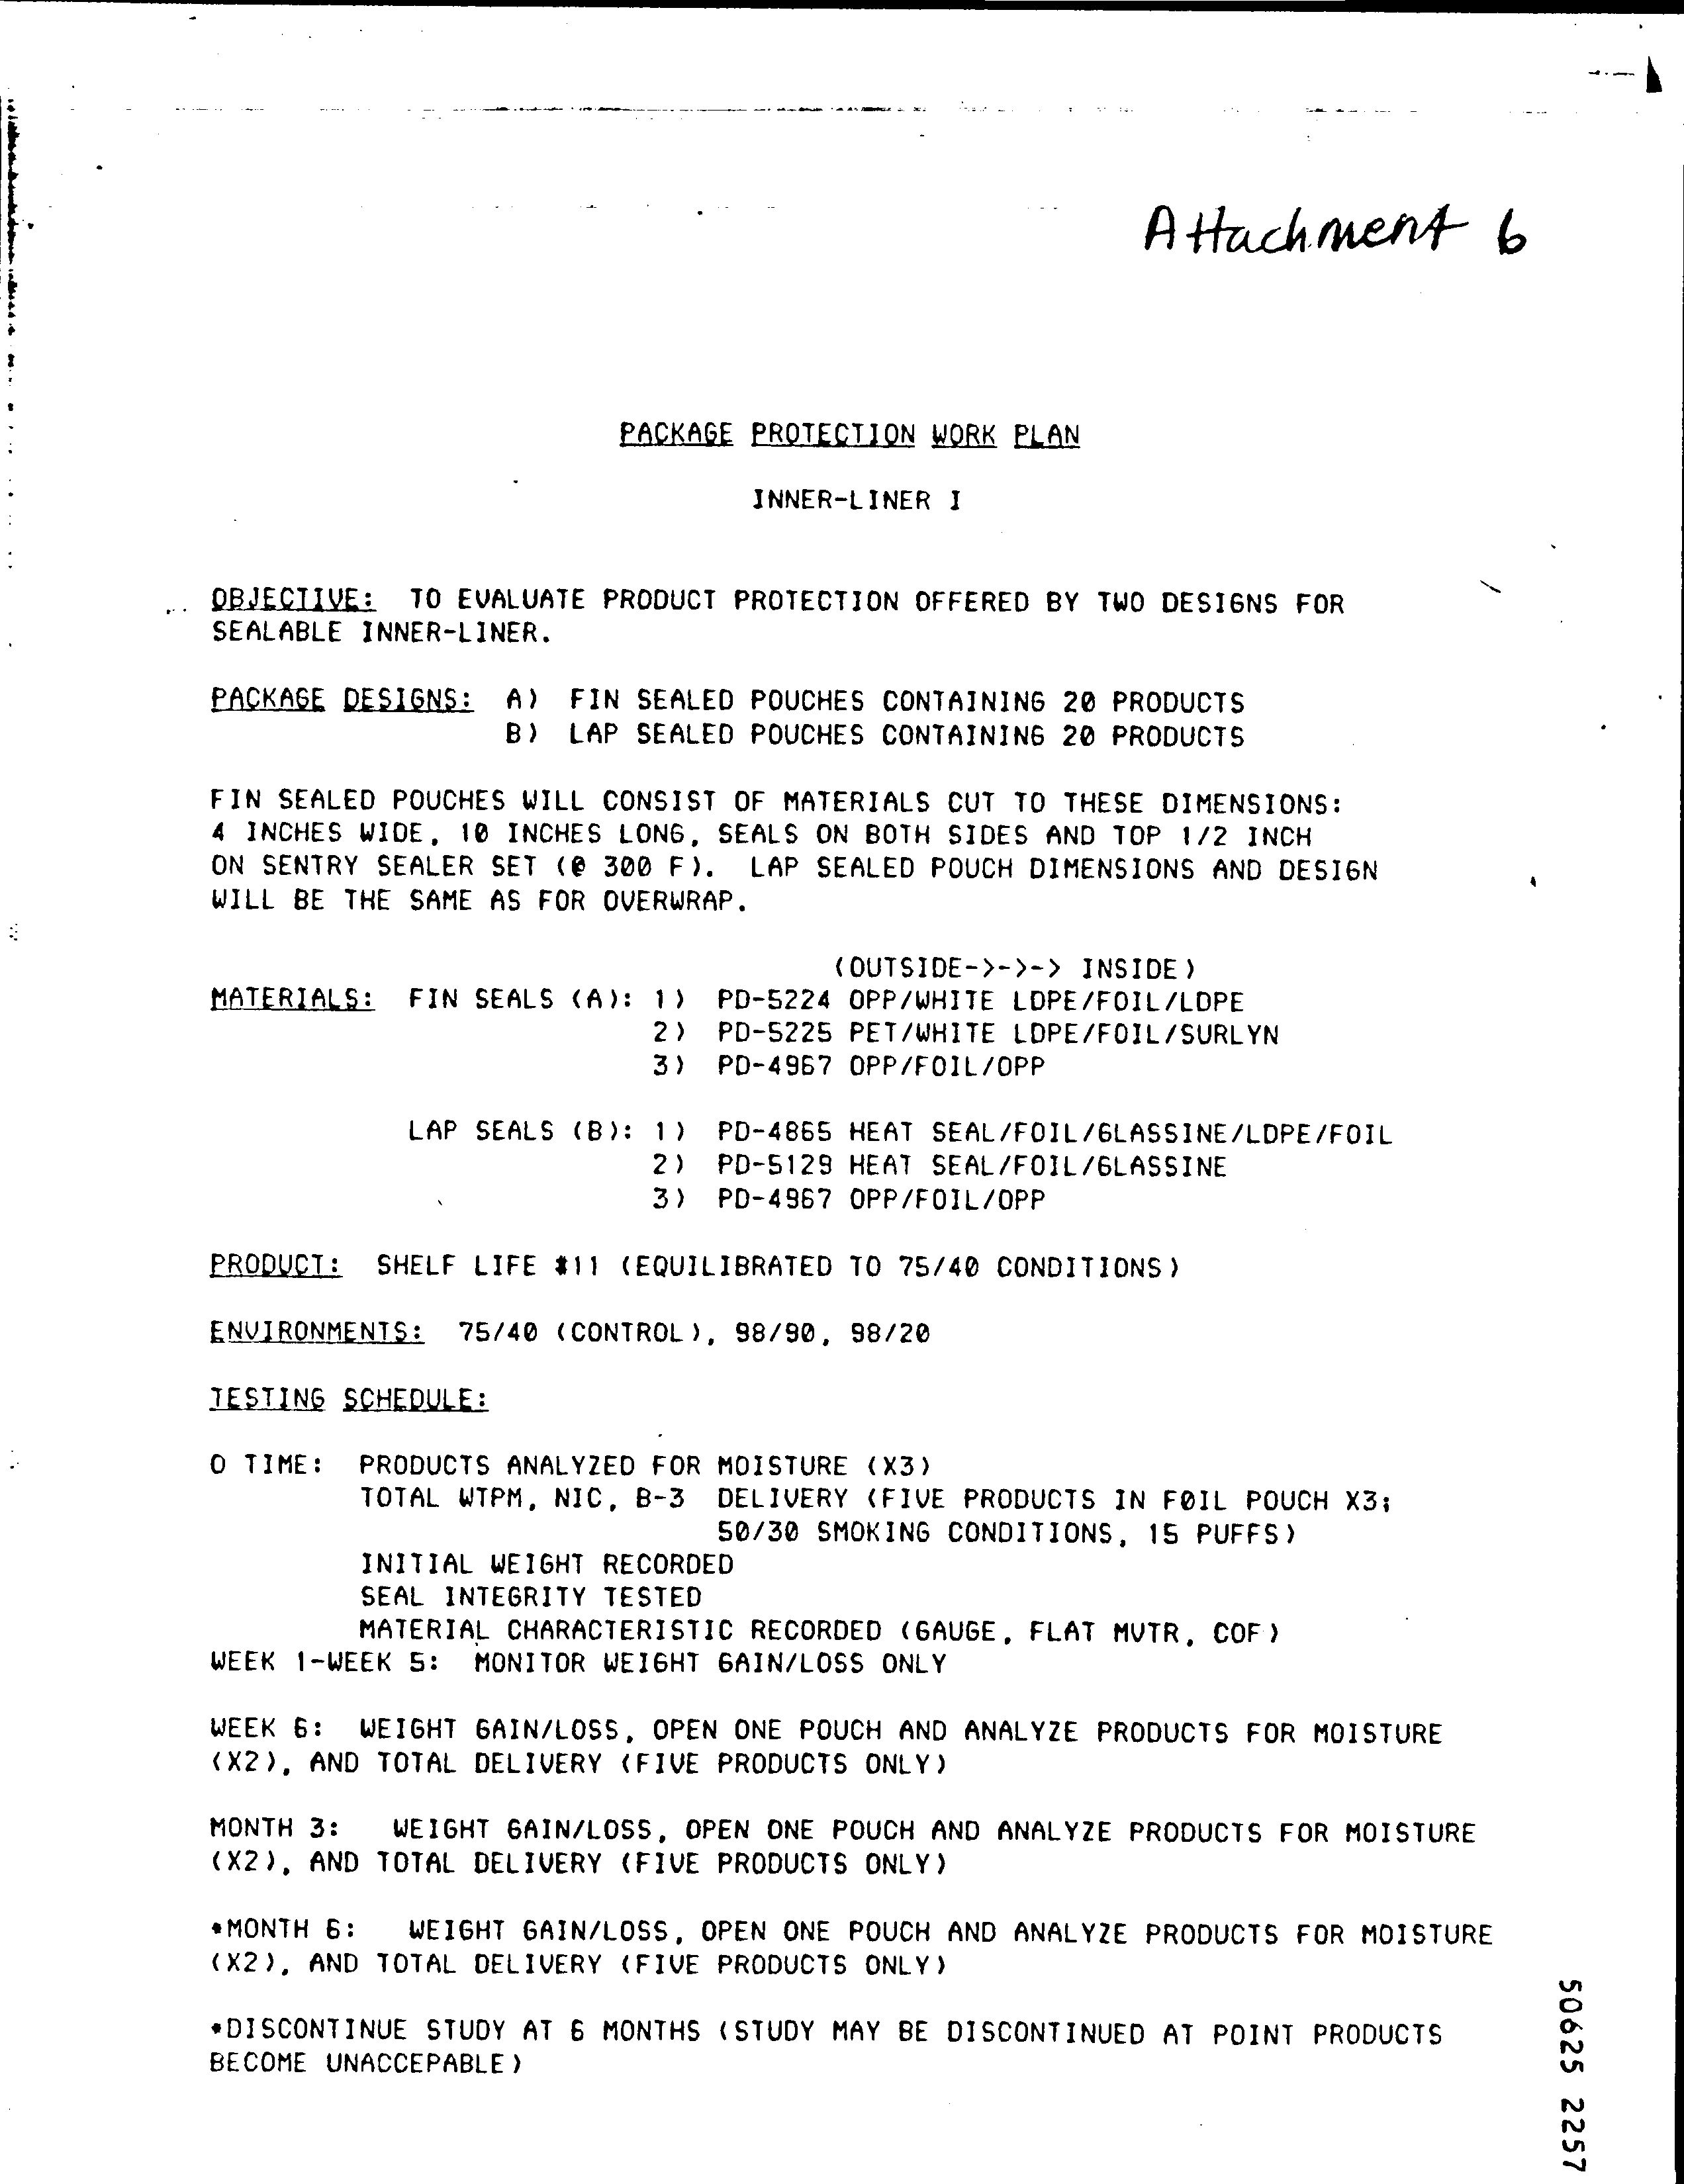 Attachment 6
PACKAGE PROTECTION WORK PLAN
INNER-LINER I
OBJECTIVE: TO EVALUATE PRODUCT PROTECTION OFFERED BY TWO DESIGNS FOR
SEALABLE INNER-LINER.
PACKAGE DESIGNS: A) FIN SEALED POUCHES CONTAINING 20 PRODUCTS
B) LAP SEALED POUCHES CONTAINING 20 PRODUCTS
FIN SEALED POUCHES WILL CONSIST OF MATERIALS CUT TO THESE DIMENSIONS:
4 INCHES WIDE, 10 INCHES LONG, SEALS ON BOTH SIDES AND TOP 1/2 INCH
ON SENTRY SEALER SET (@ 300 F). LAP SEALED POUCH DIMENSIONS AND DESIGN
WILL BE THE SAME AS FOR OVERWRAP.
(OUTSIDE->->-> INSIDE)
MATERIALS: FIN SEALS (A): 1) PD-5224 OPP/WHITE LDPE/FOIL/LDPE
2) PD-5225 PET/WHITE LDPE/FOIL/SURLYN
3) PD-4967 OPP/FOIL/OPP
LAP SEALS (B): 1) PD-4865 HEAT SEAL/FOIL/GLASSINE/LDPE/FOIL
2) PD-5129 HEAT SEAL/FOIL/GLASSINE
3) PD-4967 OPP/FOIL/OPP
PRODUCT: SHELF LIFE #11 (EQUILIBRATED TO 75/40 CONDITIONS)
ENVIRONMENTS: 75/40 (CONTROL), 98/90, 98/20
TESTING SCHEDULE:
O TIME: PRODUCTS ANALYZED FOR MOISTURE (X3)
TOTAL WTPM, NIC, B-3 DELIVERY (FIVE PRODUCTS IN FOIL POUCH X3;
50/30 SMOKING CONDITIONS, 15 PUFFS)
INITIAL WEIGHT RECORDED
SEAL INTEGRITY TESTED
MATERIAL CHARACTERISTIC RECORDED (GAUGE, FLAT MVTR, COF)
WEEK 1-WEEK 5: MONITOR WEIGHT GAIN/LOSS ONLY
WEEK 6: WEIGHT GAIN/LOSS, OPEN ONE POUCH AND ANALYZE PRODUCTS FOR MOISTURE
(X2), AND TOTAL DELIVERY (FIVE PRODUCTS ONLY)
MONTH 3: WEIGHT GAIN/LOSS, OPEN ONE POUCH AND ANALYZE PRODUCTS FOR MOISTURE
(X2), AND TOTAL DELIVERY (FIVE PRODUCTS ONLY)
*MONTH 6: WEIGHT GAIN/LOSS, OPEN ONE POUCH AND ANALYZE PRODUCTS FOR MOISTURE
(X2), AND TOTAL DELIVERY (FIVE PRODUCTS ONLY)
*DISCONTINUE STUDY AT 6 MONTHS (STUDY MAY BE DISCONTINUED AT POINT PRODUCTS
BECOME UNACCEPABLE)
50625 2257